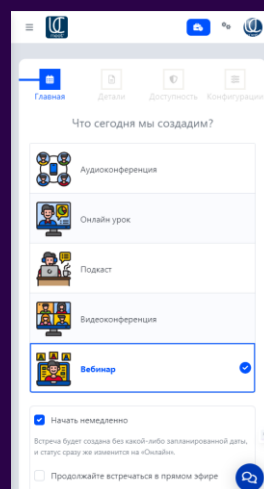 UC
Главная Детали Доступность Конфигурации
Что сегодня мы создадим?
Аудиоконференция
Онлайн урок
Подкаст
Видеоконференция
Вебинар
Начать немедленно
Встреча будет создана без какой-либо запланированной даты,
и статус сразу же изменится на «Онлайн».
Продолжайте встречаться в прямом эфире